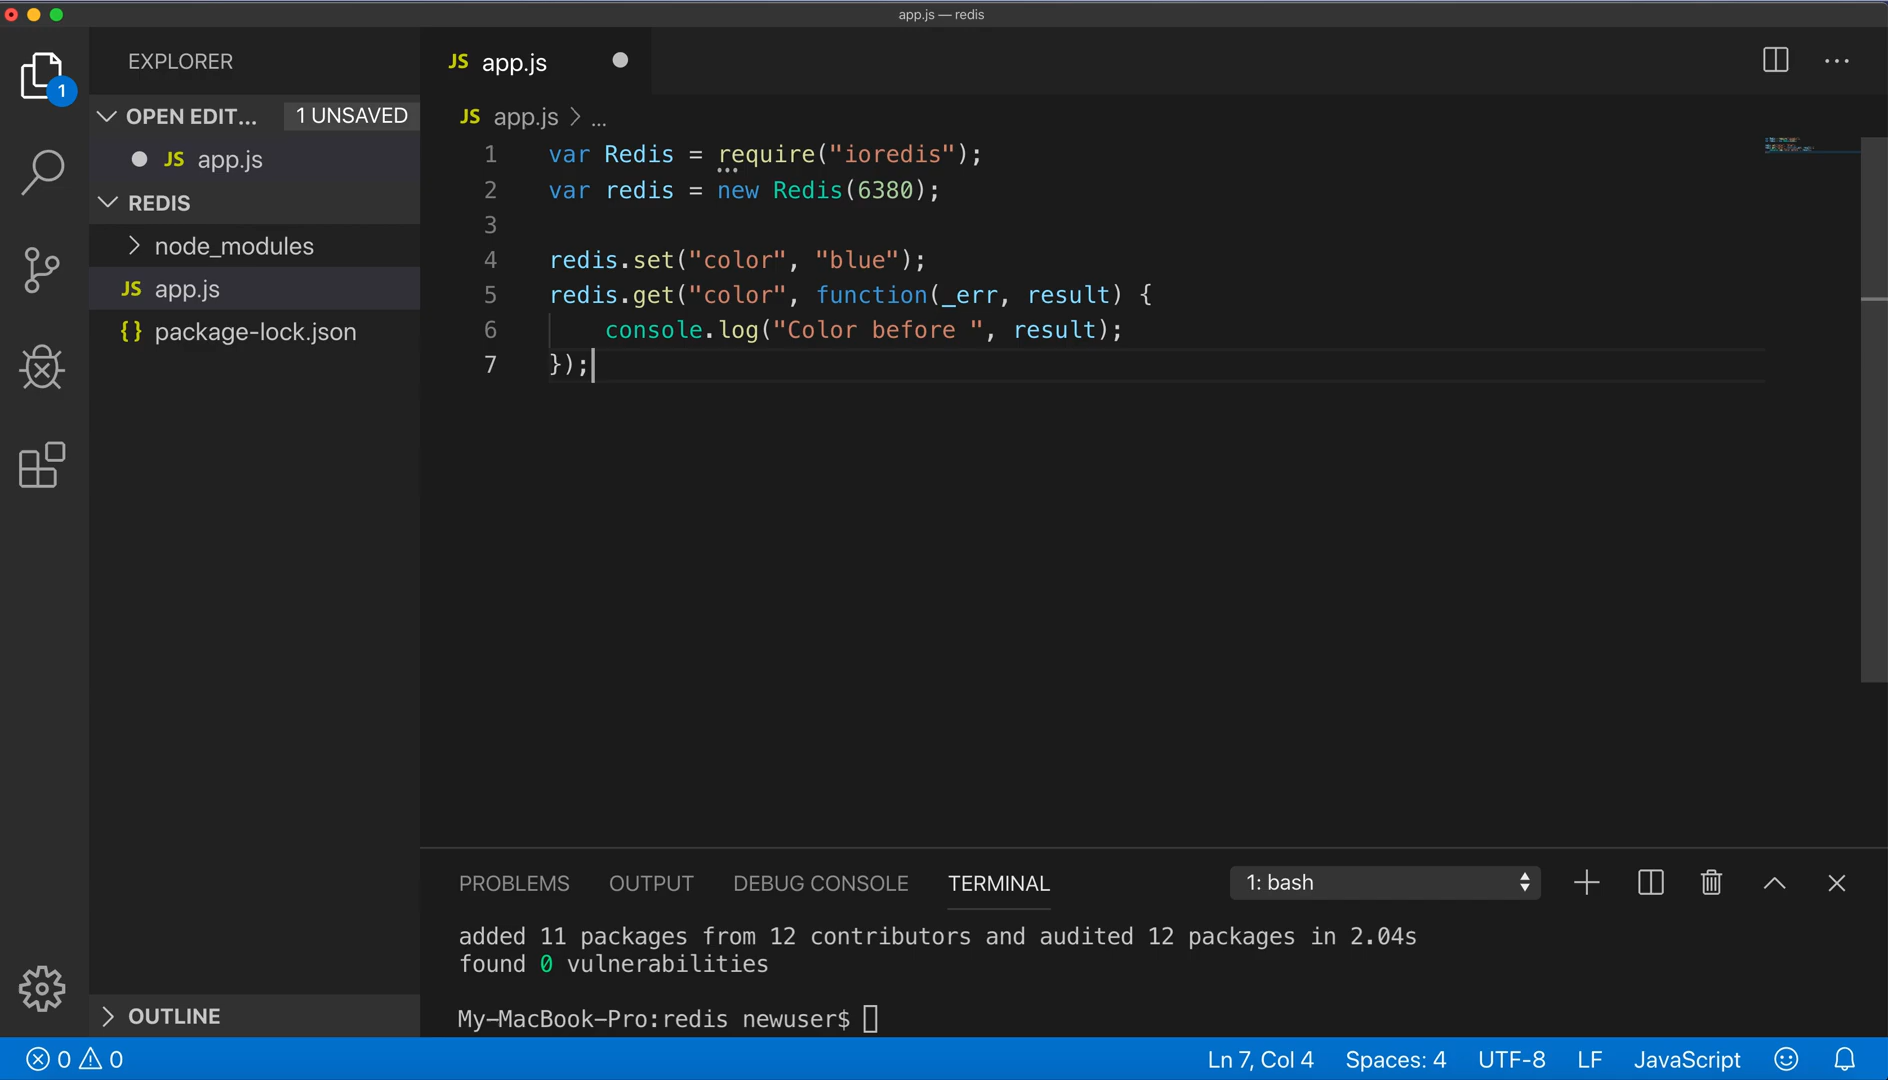 app.js — redis
EXPLORER
OPEN EDIT... 1 UNSAVED
JS app.js
REDIS
node_modules
JS app.js
{} package-lock.json
OUTLINE
1
JS app.js
JS app.js > ...
1 var Redis = require("ioredis");
2 var redis = new Redis(6380);
3
4 redis.set("color", "blue");
5 redis.get("color", function(_err, result) {
6 console.log("Color before ", result);
7 });
PROBLEMS OUTPUT DEBUG CONSOLE TERMINAL 1: bash
added 11 packages from 12 contributors and audited 12 packages in 2.04s
found 0 vulnerabilities
My-MacBook-Pro:redis newuser$
0 0 Ln 7, Col 4 Spaces: 4 UTF-8 LF JavaScript